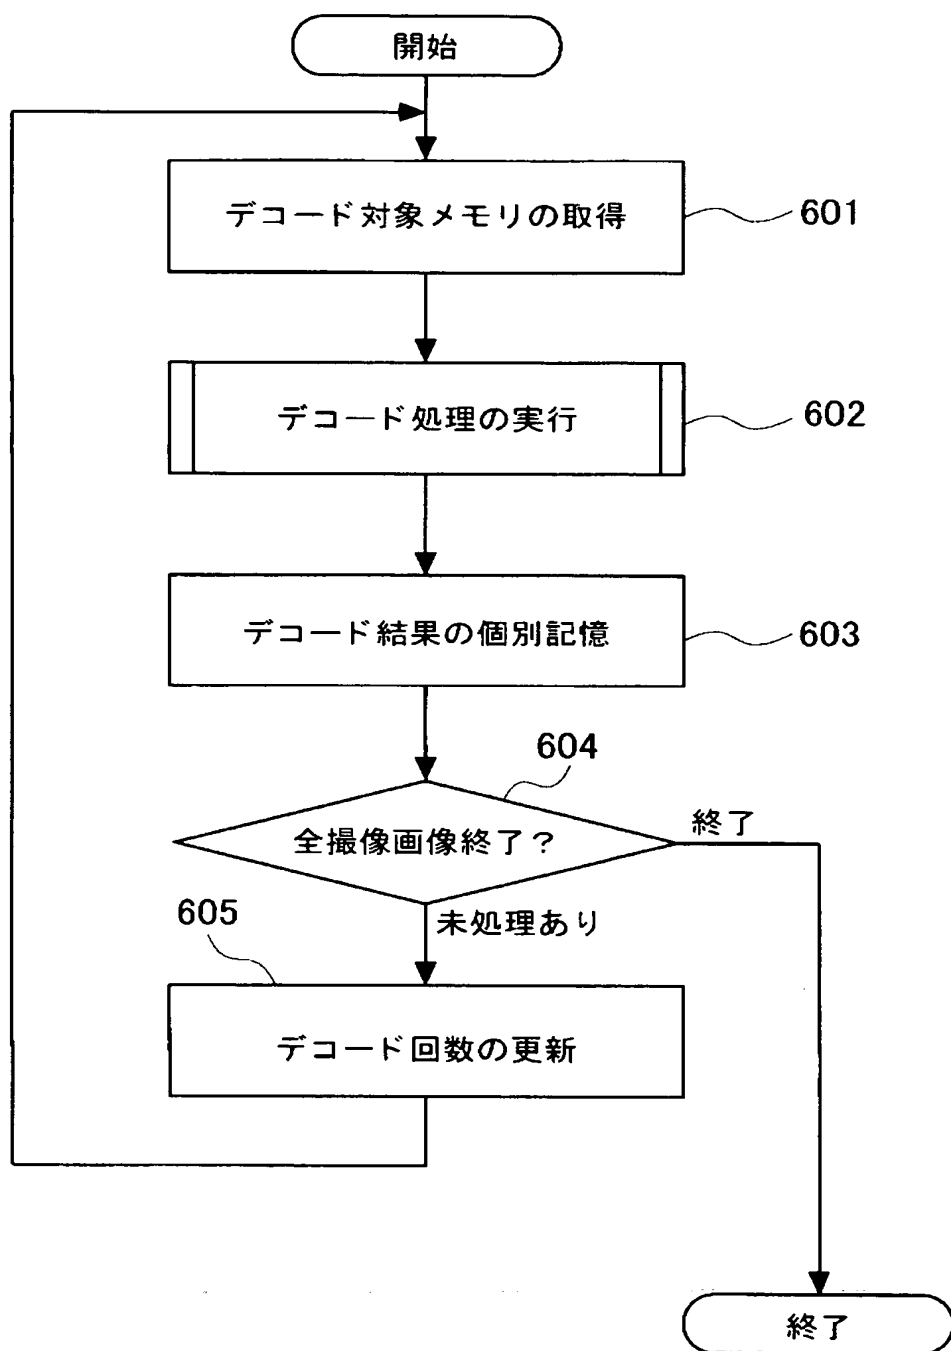 開始
デコード対象メモリの取得
601
デコード処理の実行
602
デコード結果の個別記憶
603
604
全撮像画像終了？
終了
605
未処理あり
デコード回数の更新
終了